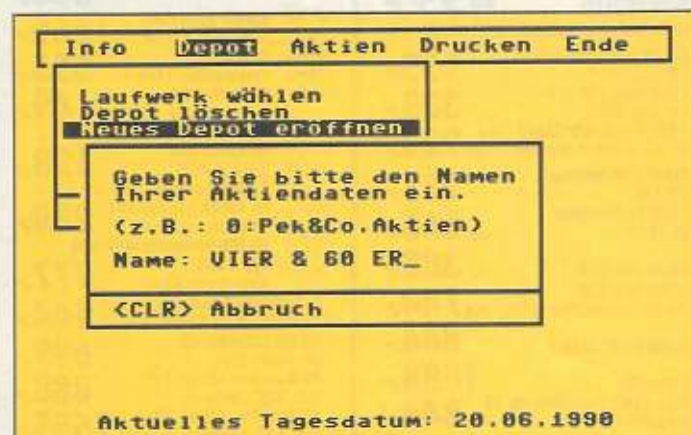 Info Depot Aktien Drucken Ende
Laufwerk wählen
Depot löschen
Neues Depot eröffnen
Geben Sie bitte den Namen
Ihrer Aktiendaten ein.
(z.B.: 0:Pek&Co.Aktien)
Name: VIER & 60 ER_
<CLR> Abbruch
Aktuelles Tagesdatum: 20.06.1990